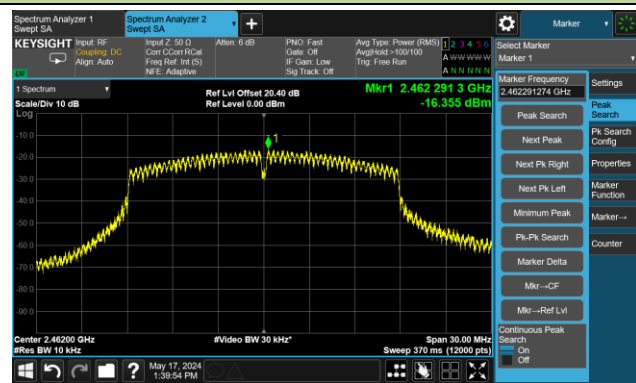 Spectrum Analyzer 1
Swept SA
Spectrum Analyzer 2
Swept SA
+
Marker
KEYSIGHT
Input: RF
Coupling: DC
Align: Auto
Input Z: 50 Ω
Corr CCorr RCal
Freq Ref: Int (S)
NFE: Adaptive
Atten: 6 dB
PNO: Fast
Gate: Off
IF Gain: Low
Sig Track: Off
Avg Type: Power (RMS)
Avg|Hold:>100/100
Trig: Free Run
1 2 3 4 5 6
A W W W W W
A N N N N N
LVI
Select Marker
Marker 1
1 Spectrum
Scale/Div 10 dB
Log
Ref Lvl Offset 20.40 dB
Ref Level 0.00 dBm
Mkr1 2.462 291 3 GHz
-16.355 dBm
1
-10.0
-20.0
-30.0
-40.0
-50.0
-60.0
-70.0
-80.0
-90.0
Center 2.46200 GHz
#Res BW 10 kHz
#Video BW 30 kHz*
Span 30.00 MHz
Sweep 370 ms (12000 pts)
Marker Frequency
2.462291274 GHz
Peak Search
Next Peak
Next Pk Right
Next Pk Left
Minimum Peak
Pk-Pk Search
Marker Delta
Mkr→CF
Mkr→Ref Lvl
Continuous Peak
Search
On
Off
Settings
Peak
Search
Pk Search
Config
Properties
Marker
Function
Marker→
Counter
?
May 17, 2024
1:39:54 PM